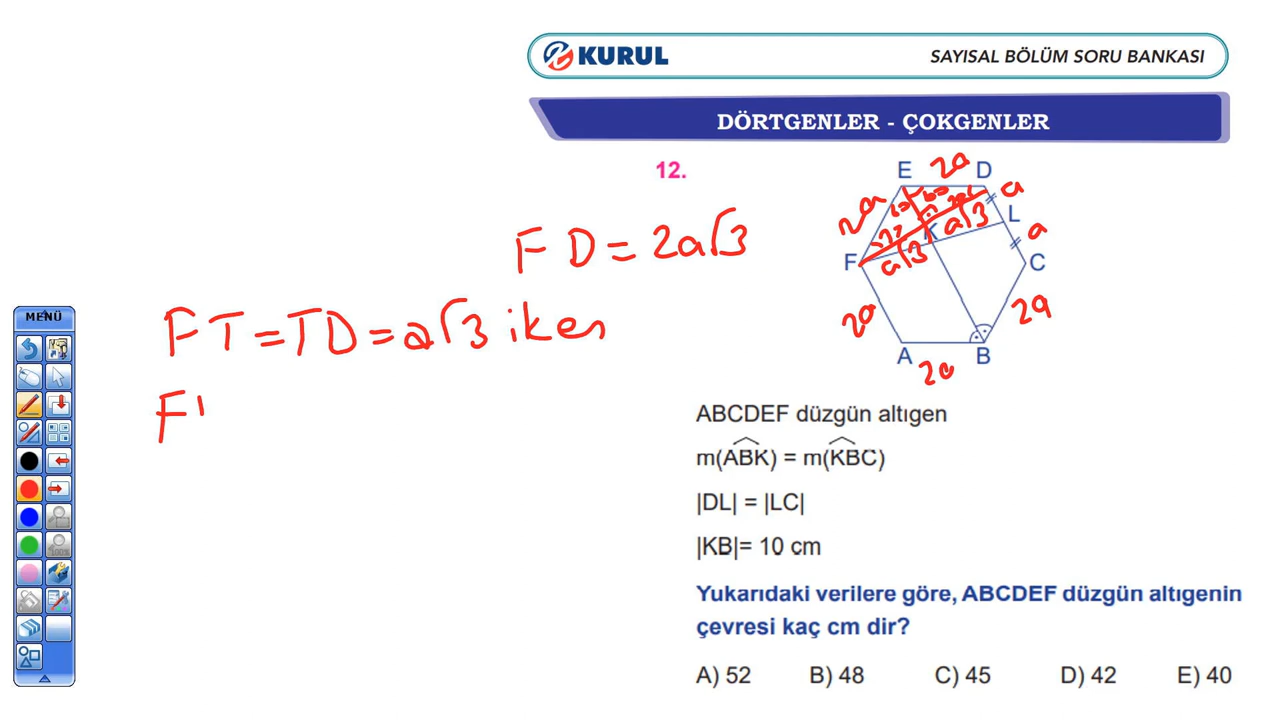 KURUL
SAYISAL BÖLÜM SORU BANKASI
DÖRTGENLER - ÇOKGENLER
12.
E 2a D
2a 60 60 a
L
K a√3 a
F a√3 C
2a 2a
A B
2a
FD = 2a√3
FT = TD = a√3 iken
MENÜ
ABCDEF düzgün altıgen
m(ABK) = m(KBC)
|DL| = |LC|
|KB|= 10 cm
Yukarıdaki verilere göre, ABCDEF düzgün altıgenin
çevresi kaç cm dir?
A) 52 B) 48 C) 45 D) 42 E) 40